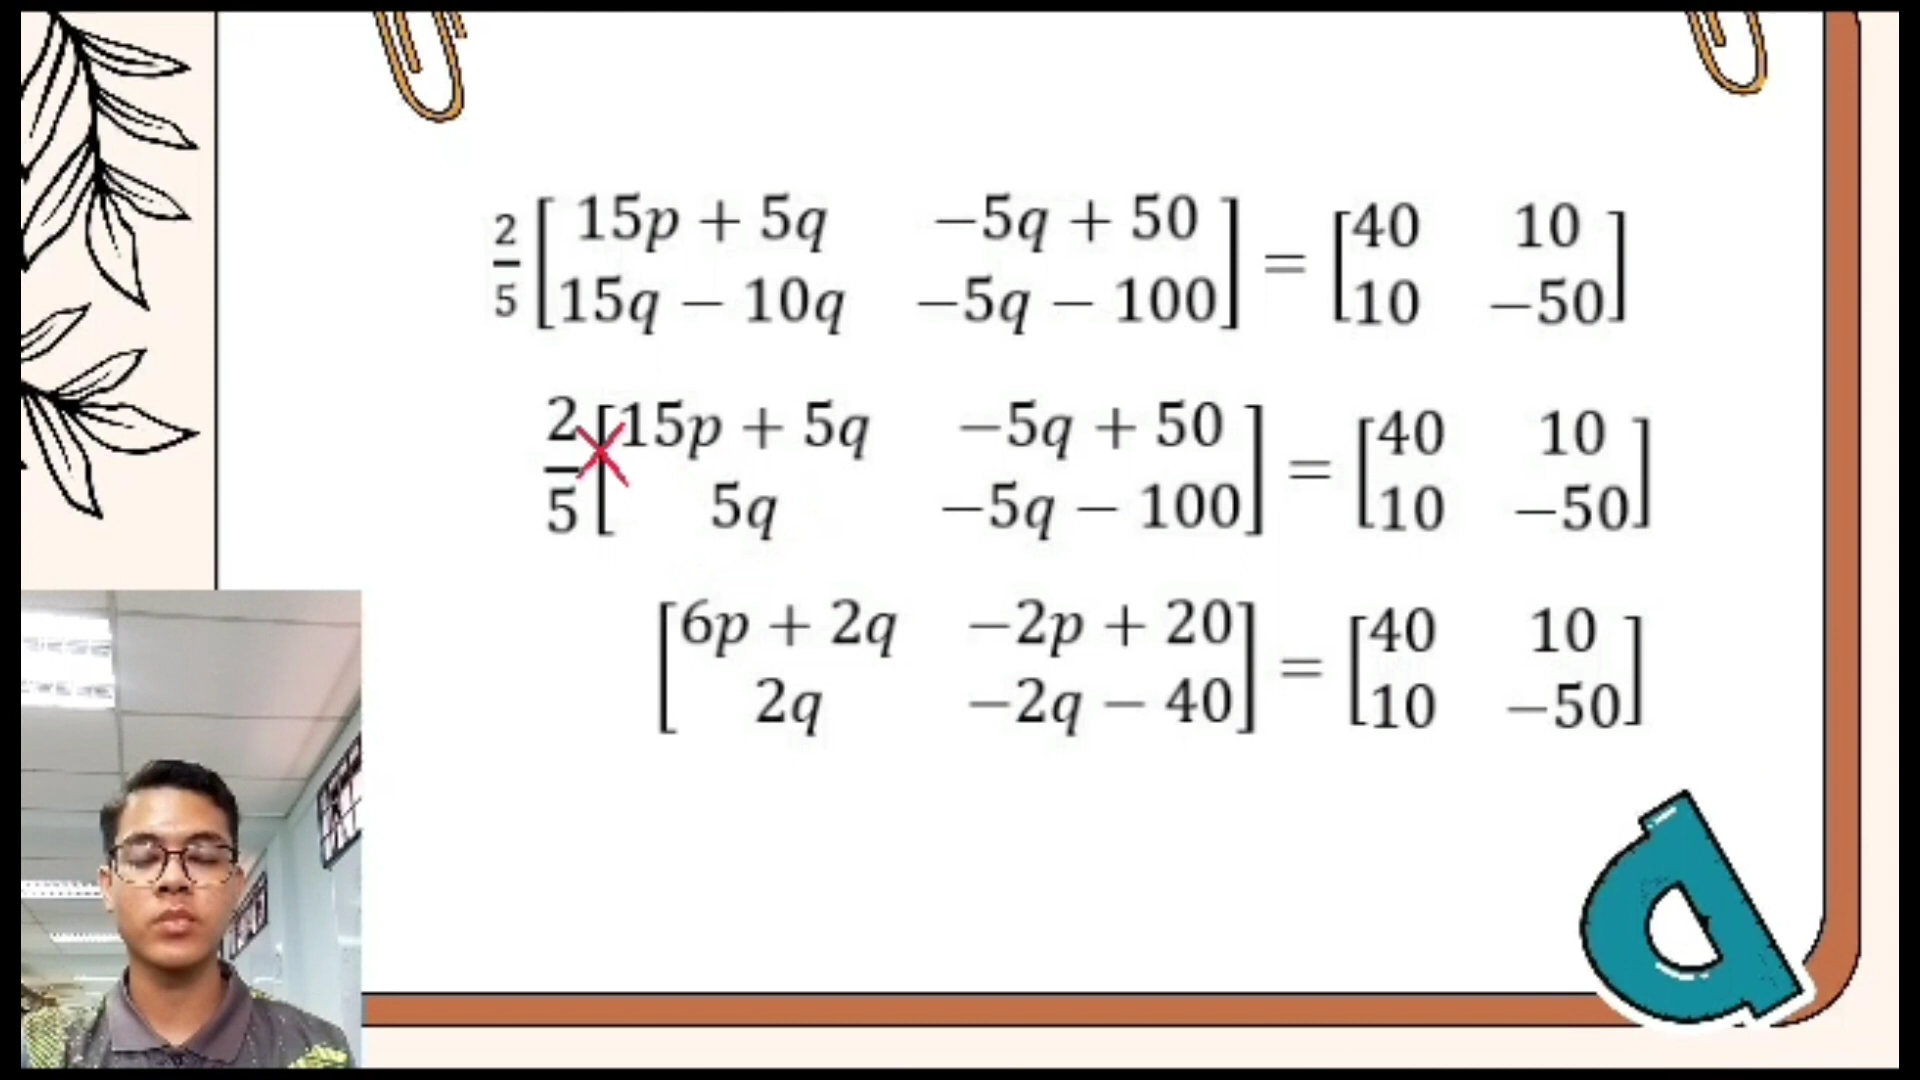 2/5 [15p + 5q  −5q + 50; 15q − 10q  −5q − 100] = [40  10; 10  −50]
2/5 × [15p + 5q  −5q + 50; 5q  −5q − 100] = [40  10; 10  −50]
[6p + 2q  −2p + 20; 2q  −2q − 40] = [40  10; 10  −50]
a